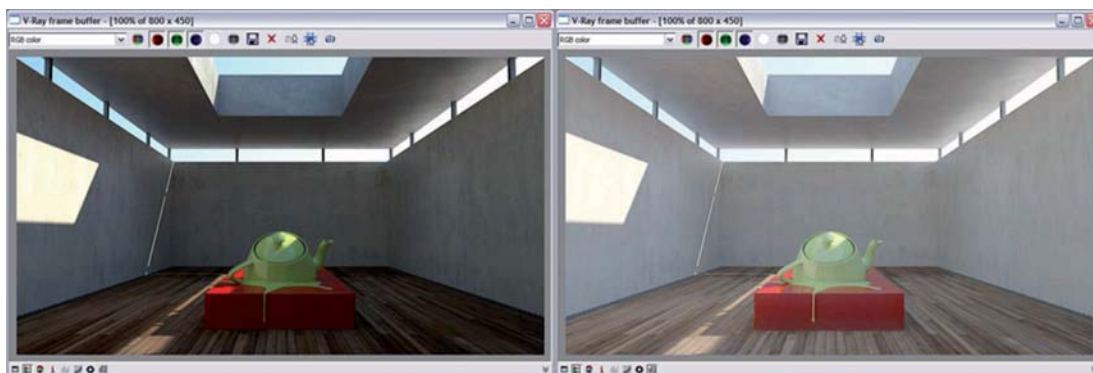 V-Ray frame buffer - [100% of 800 x 450]
RGB color
V-Ray frame buffer - [100% of 800 x 450]
RGB color